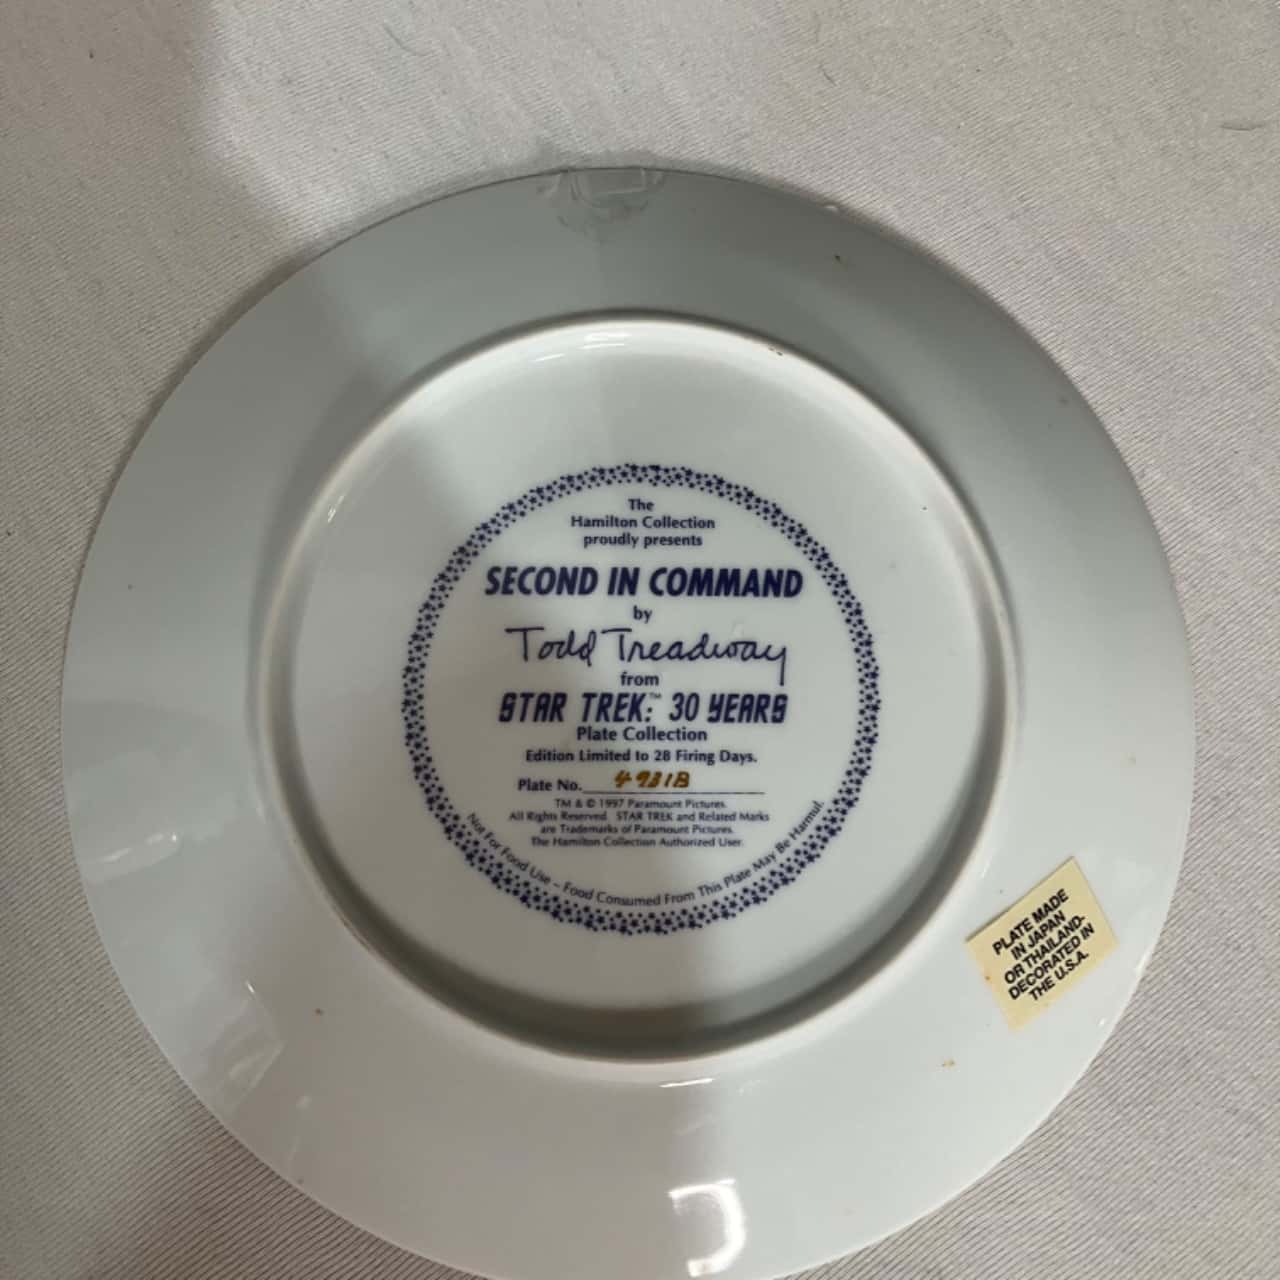 The
Hamilton Collection
proudly presents
SECOND IN COMMAND
by
Todd Treadway
from
STAR TREK:™ 30 YEARS
Plate Collection
Edition Limited to 28 Firing Days.
Plate No. 4931B
TM & © 1997 Paramount Pictures.
All Rights Reserved. STAR TREK and Related Marks
are Trademarks of Paramount Pictures.
The Hamilton Collection Authorized User.
Not For Food Use – Food Consumed From This Plate May Be Harmful.
PLATE MADE
IN JAPAN
OR THAILAND-
DECORATED IN
THE U.S.A.